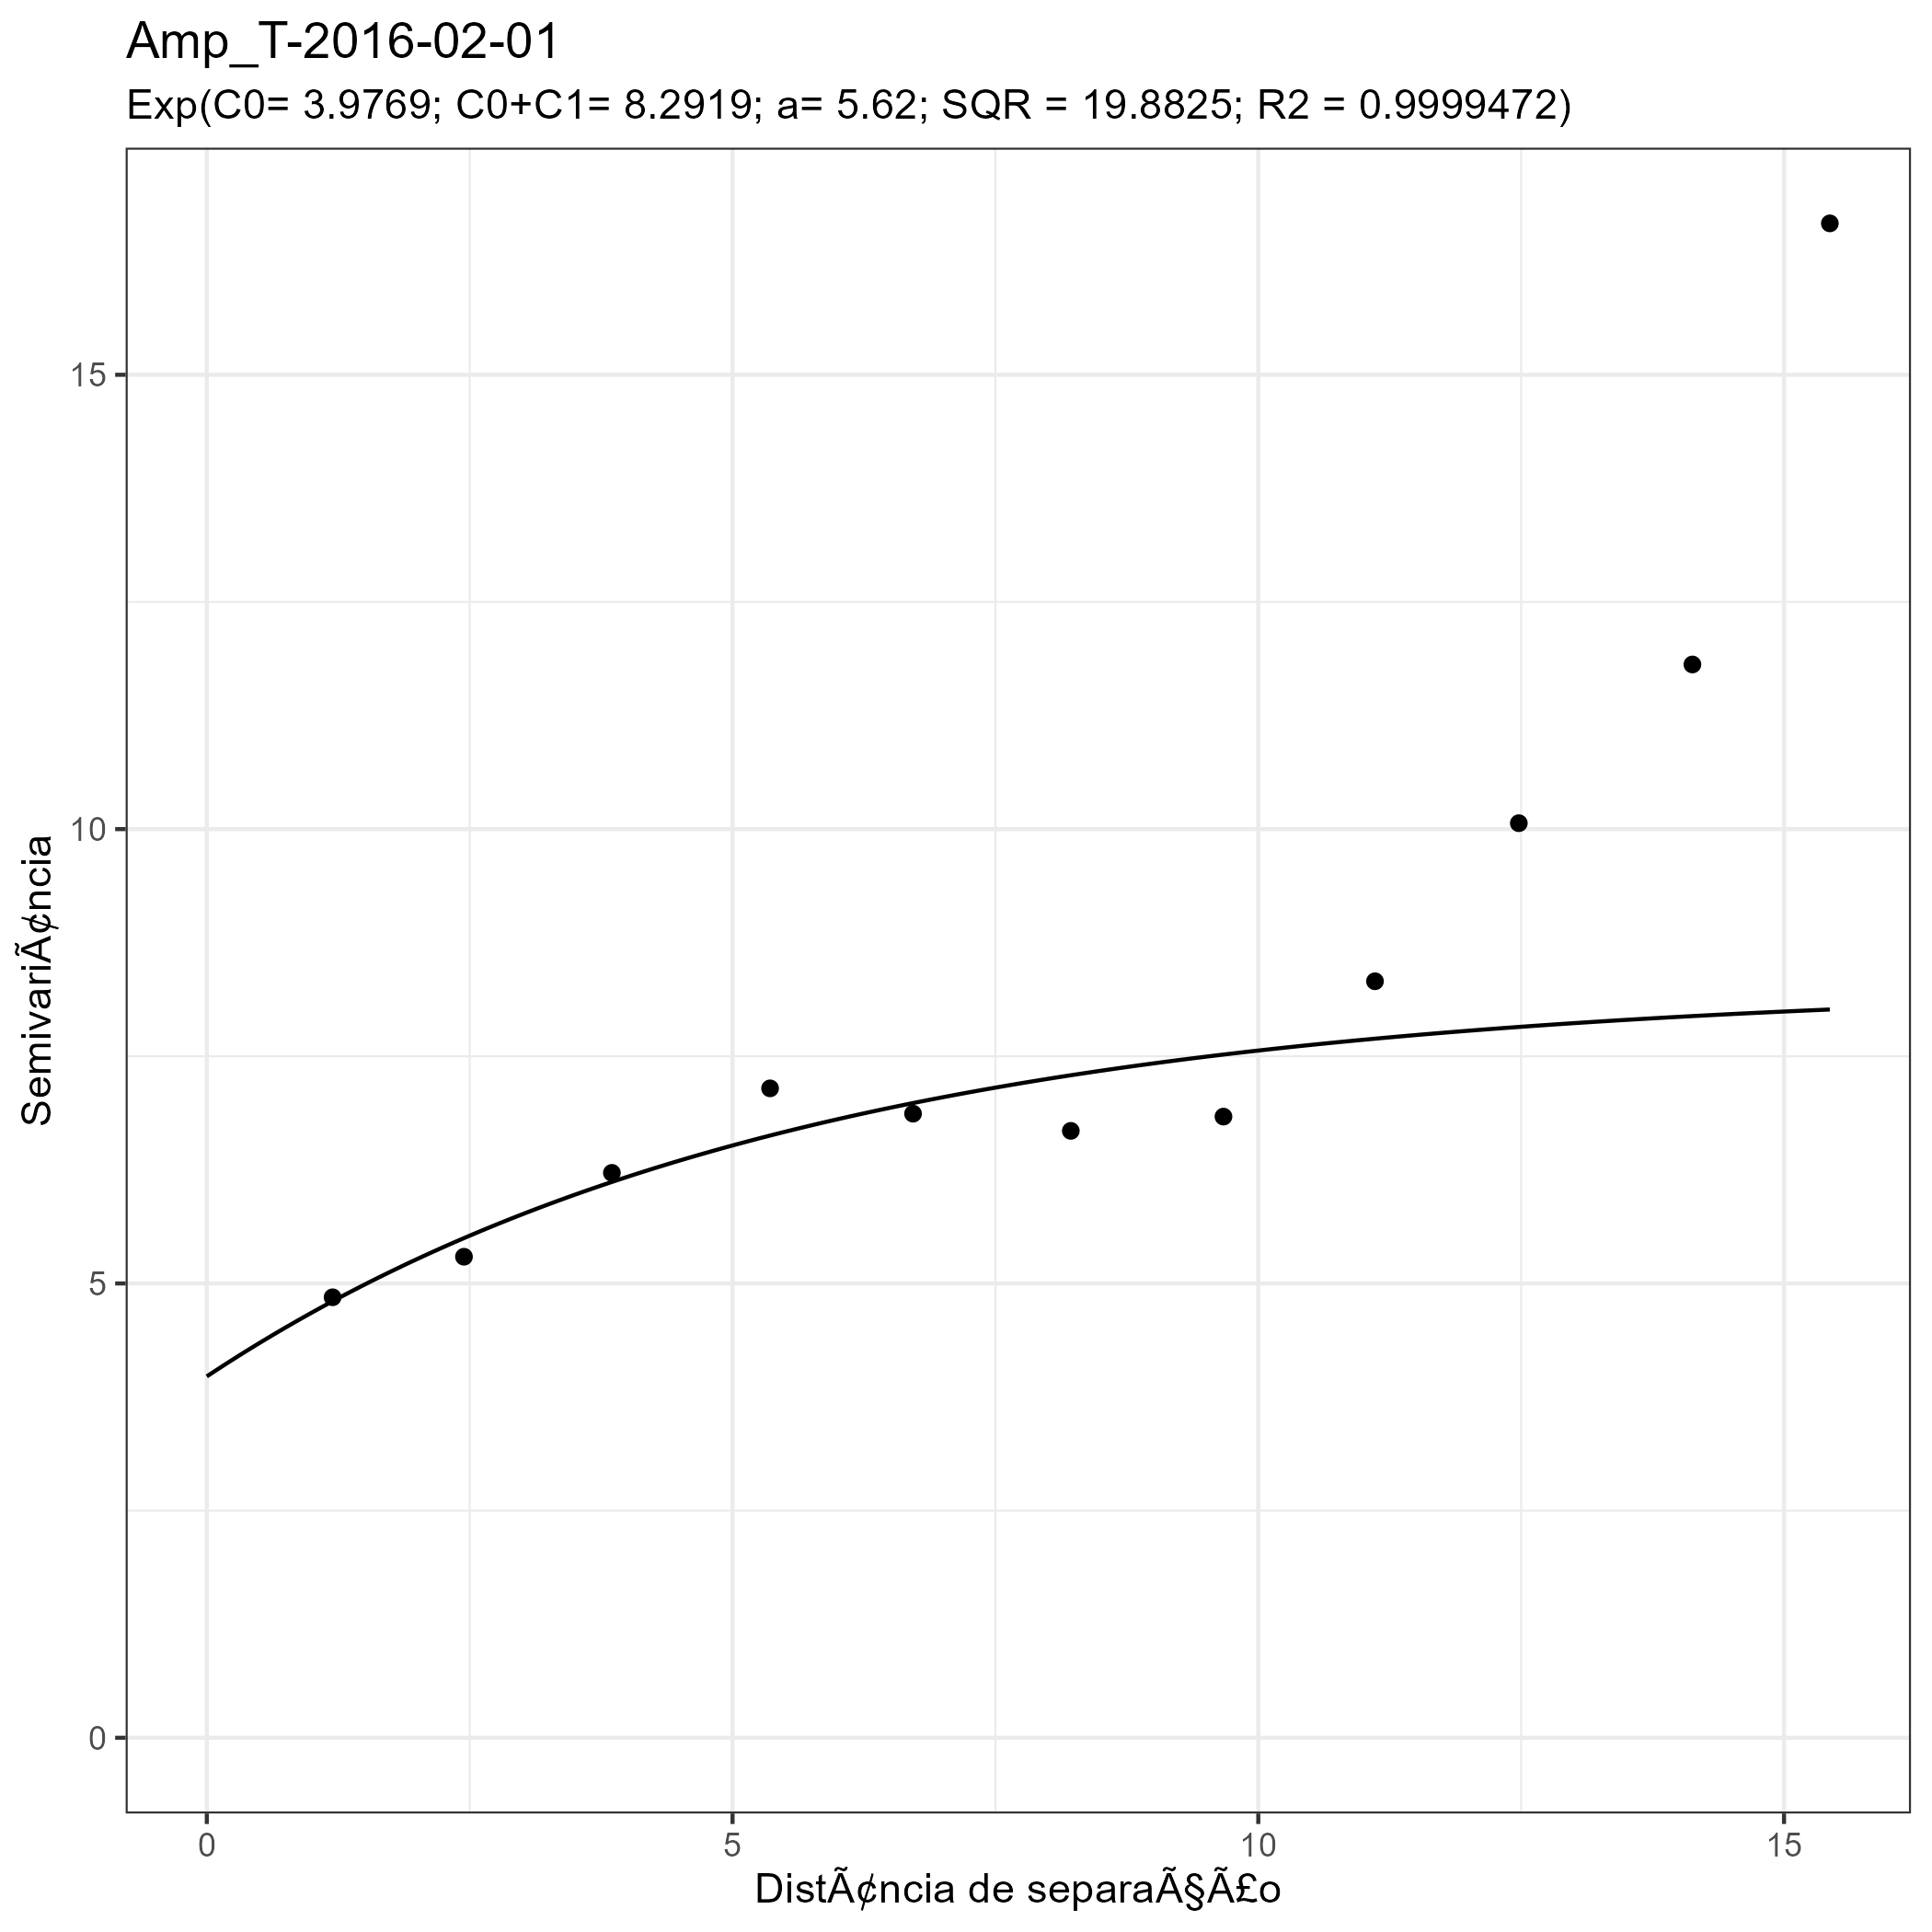 Amp_T-2016-02-01
Exp(C0= 3.9769; C0+C1= 8.2919; a= 5.62; SQR = 19.8825; R2 = 0.9999472)
15
10
5
0
SemivariÃ¢ncia
0 5 10 15
DistÃ¢ncia de separaÃ§Ã£o